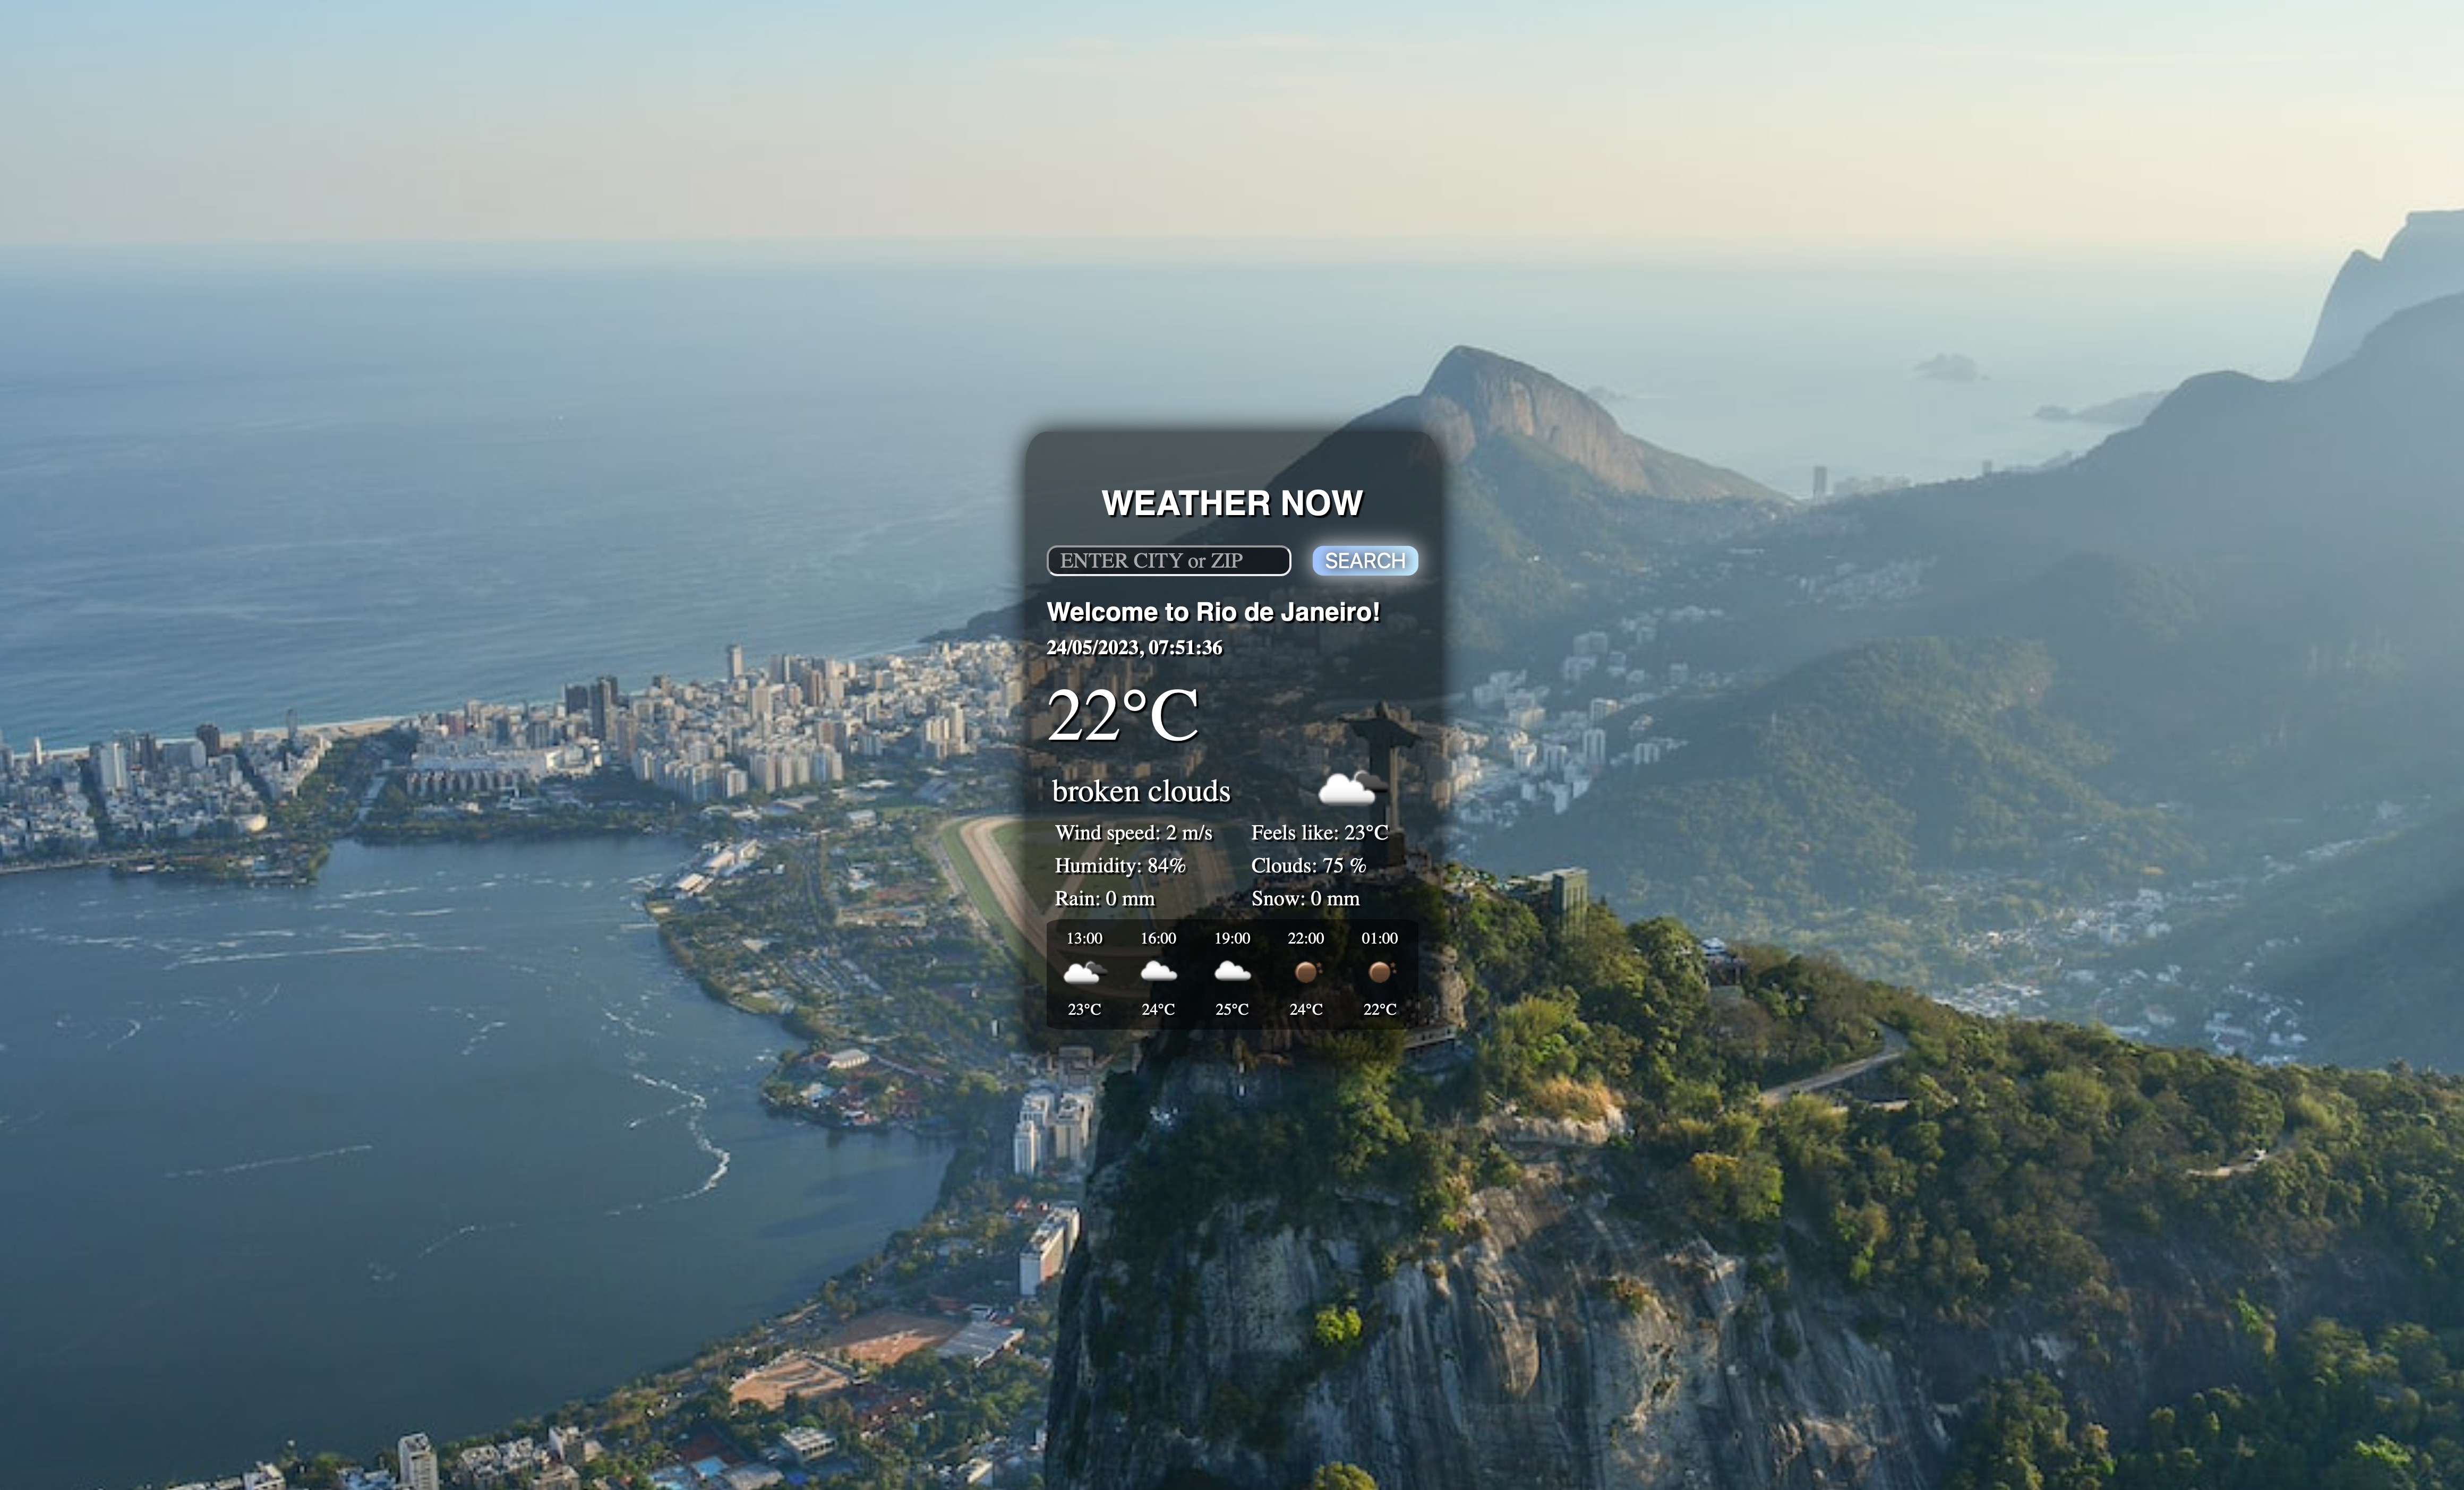 WEATHER NOW
ENTER CITY or ZIP SEARCH
Welcome to Rio de Janeiro!
24/05/2023, 07:51:36
22°C
broken clouds
Wind speed: 2 m/s Feels like: 23°C
Humidity: 84% Clouds: 75 %
Rain: 0 mm Snow: 0 mm
13:00 16:00 19:00 22:00 01:00
23°C 24°C 25°C 24°C 22°C